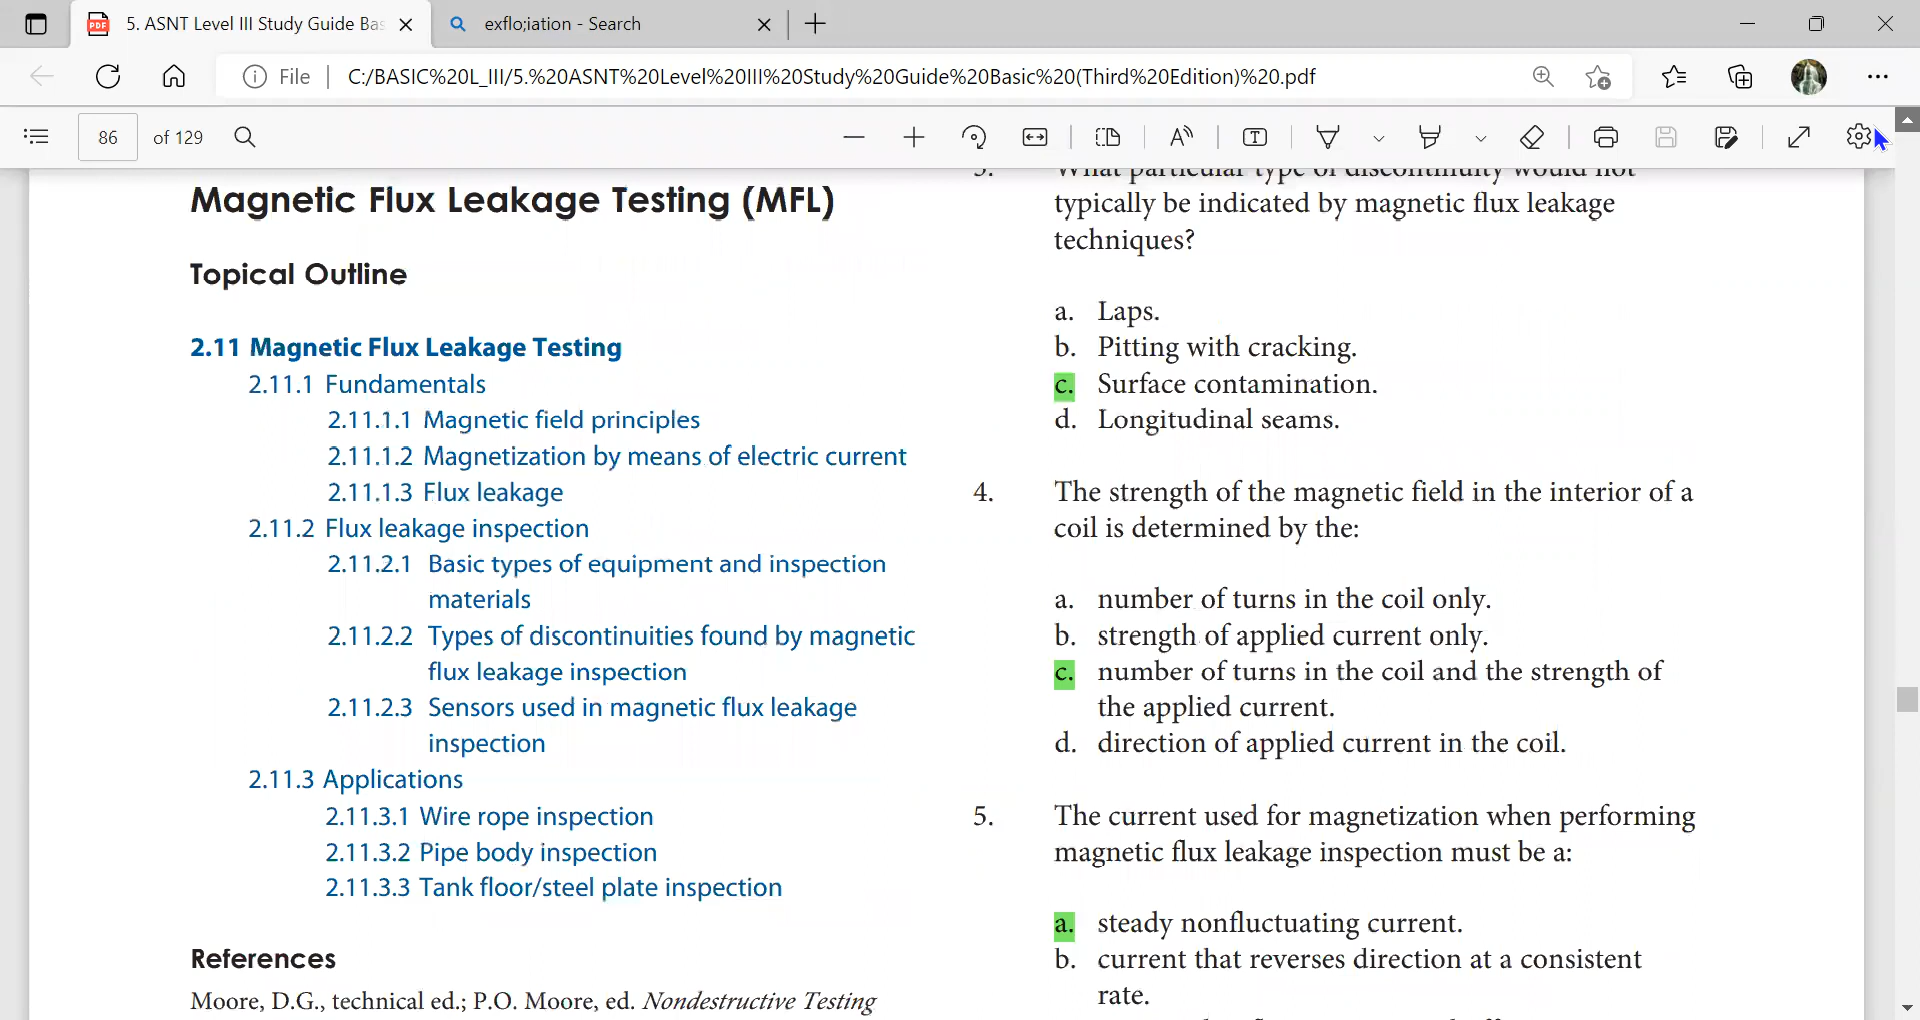 5. ASNT Level III Study Guide Bas
exflo;iation - Search
File
C:/BASIC%20L_III/5.%20ASNT%20Level%20III%20Study%20Guide%20Basic%20(Third%20Edition)%20.pdf
86 of 129
Magnetic Flux Leakage Testing (MFL)
Topical Outline
2.11 Magnetic Flux Leakage Testing
2.11.1 Fundamentals
2.11.1.1 Magnetic field principles
2.11.1.2 Magnetization by means of electric current
2.11.1.3 Flux leakage
2.11.2 Flux leakage inspection
2.11.2.1 Basic types of equipment and inspection
materials
2.11.2.2 Types of discontinuities found by magnetic
flux leakage inspection
2.11.2.3 Sensors used in magnetic flux leakage
inspection
2.11.3 Applications
2.11.3.1 Wire rope inspection
2.11.3.2 Pipe body inspection
2.11.3.3 Tank floor/steel plate inspection
References
Moore, D.G., technical ed.; P.O. Moore, ed. Nondestructive Testing
3. What particular type of discontinuity would not
typically be indicated by magnetic flux leakage
techniques?
a. Laps.
b. Pitting with cracking.
c. Surface contamination.
d. Longitudinal seams.
4. The strength of the magnetic field in the interior of a
coil is determined by the:
a. number of turns in the coil only.
b. strength of applied current only.
c. number of turns in the coil and the strength of
the applied current.
d. direction of applied current in the coil.
5. The current used for magnetization when performing
magnetic flux leakage inspection must be a:
a. steady nonfluctuating current.
b. current that reverses direction at a consistent
rate.